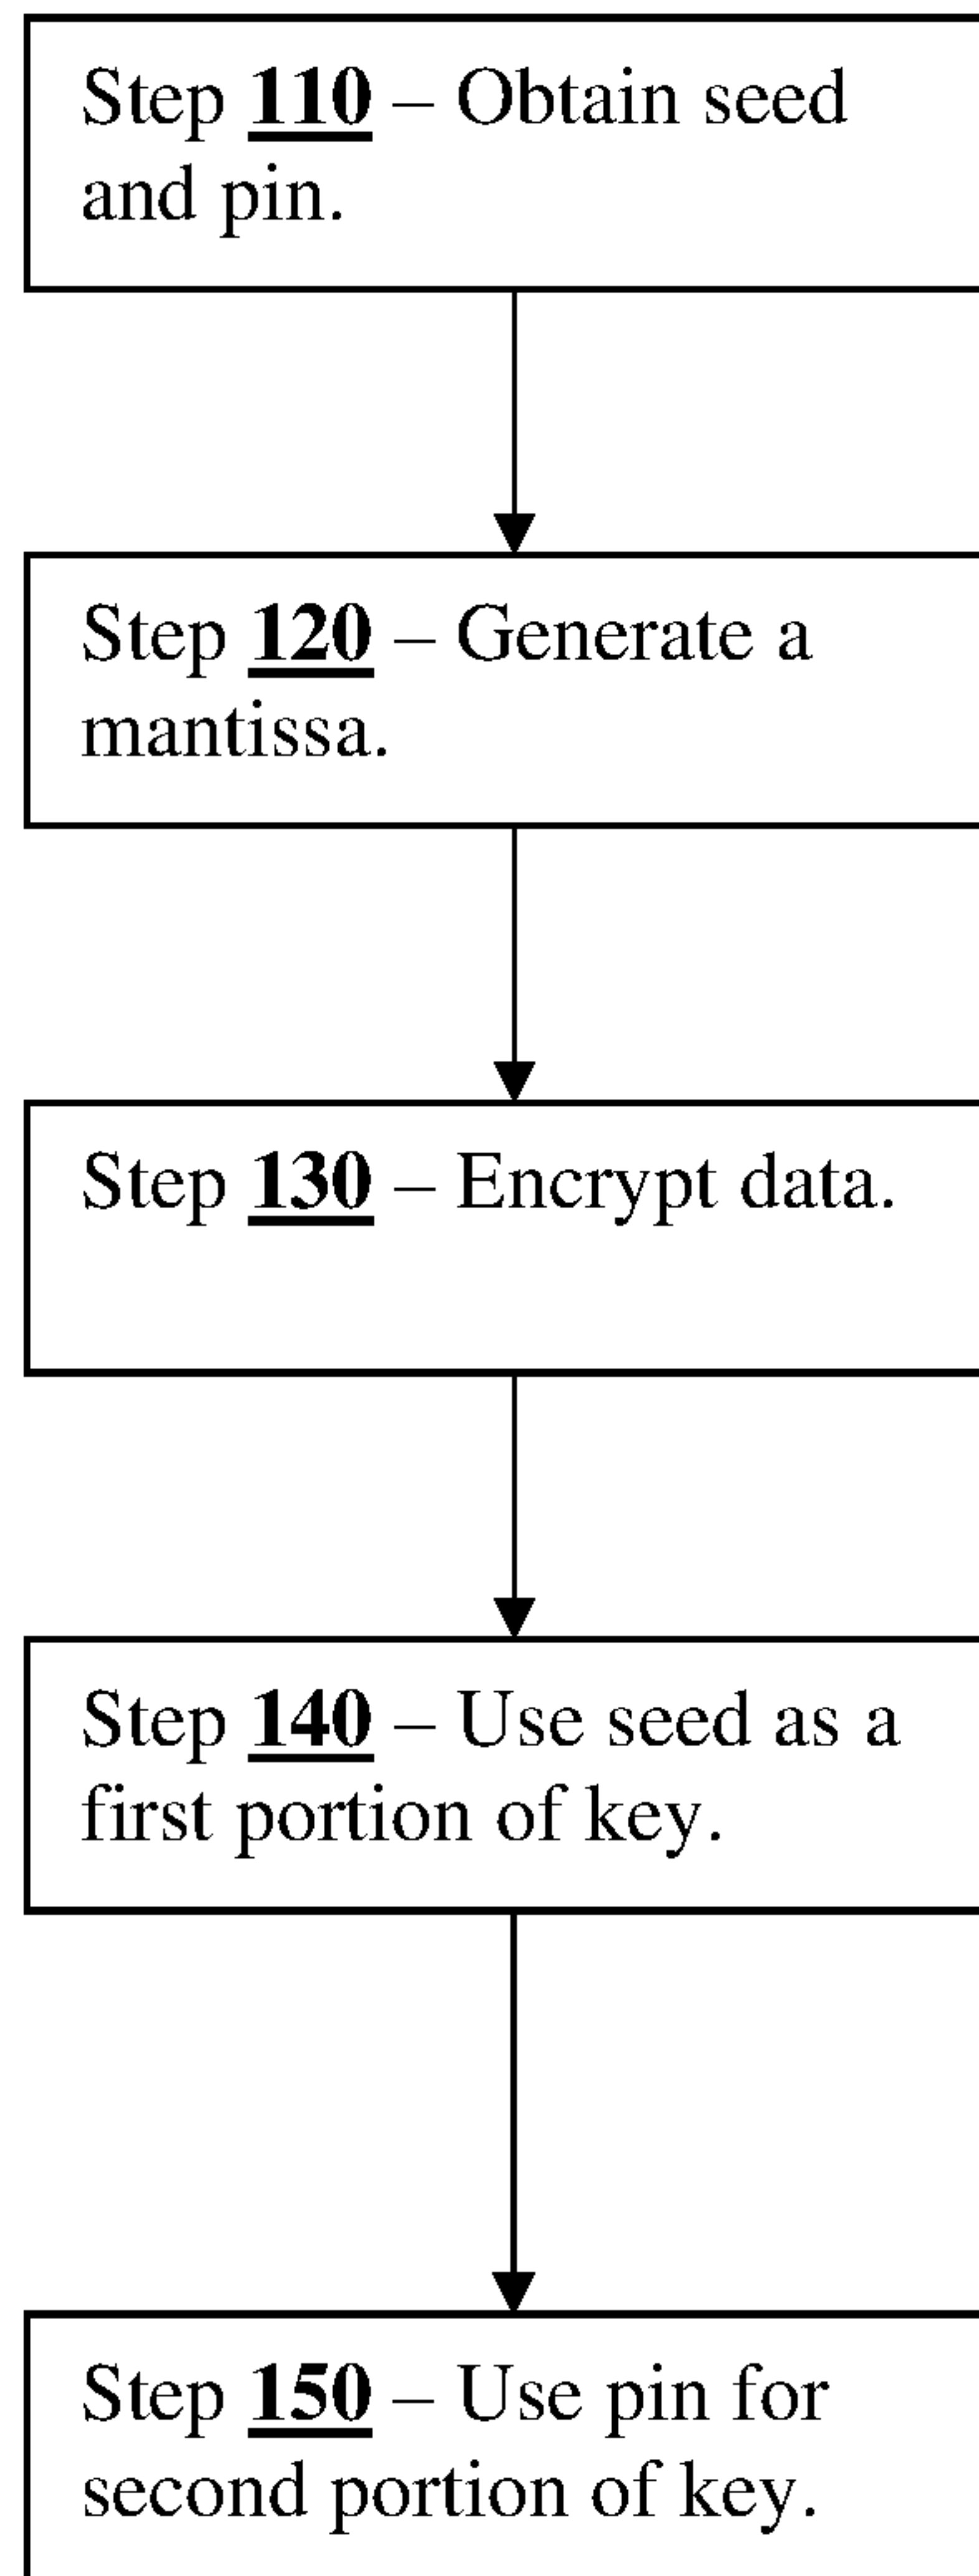 Step 110 – Obtain seed
and pin.
Step 120 – Generate a
mantissa.
Step 130 – Encrypt data.
Step 140 – Use seed as a
first portion of key.
Step 150 – Use pin for
second portion of key.